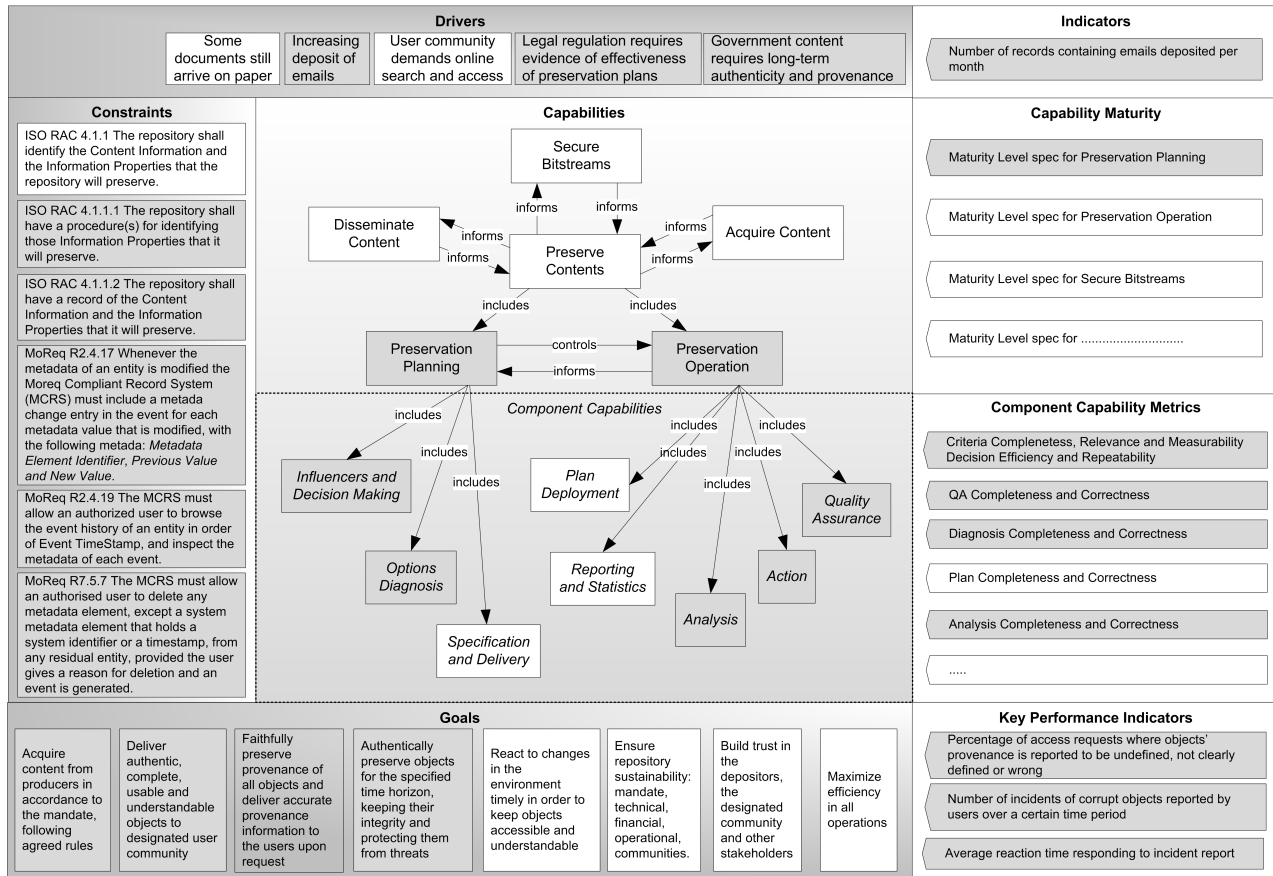 Drivers
Some
documents still
arrive on paper
Increasing
deposit of
emails
User community
demands online
search and access
Legal regulation requires
evidence of effectiveness
of preservation plans
Government content
requires long-term
authenticity and provenance
Indicators
Number of records containing emails deposited per
month
Constraints
ISO RAC 4.1.1 The repository shall
identify the Content Information and
the Information Properties that the
repository will preserve.
ISO RAC 4.1.1.1 The repository shall
have a procedure(s) for identifying
those Information Properties that it
will preserve.
ISO RAC 4.1.1.2 The repository shall
have a record of the Content
Information and the Information
Properties that it will preserve.
MoReq R2.4.17 Whenever the
metadata of an entity is modified the
Moreq Compliant Record System
(MCRS) must include a metada
change entry in the event for each
metadata value that is modified, with
the following metada: Metadata
Element Identifier, Previous Value
and New Value.
MoReq R2.4.19 The MCRS must
allow an authorized user to browse
the event history of an entity in order
of Event TimeStamp, and inspect the
metadata of each event.
MoReq R7.5.7 The MCRS must allow
an authorised user to delete any
metadata element, except a system
metadata element that holds a
system identifier or a timestamp, from
any residual entity, provided the user
gives a reason for deletion and an
event is generated.
Capabilities
Secure
Bitstreams
informs
informs
Disseminate
Content
informs
informs
Preserve
Contents
informs
informs
Acquire Content
includes
includes
Preservation
Planning
controls
informs
Preservation
Operation
Component Capabilities
includes
includes
includes
includes
includes
includes
includes
includes
Influencers and
Decision Making
Options
Diagnosis
Specification
and Delivery
Plan
Deployment
Reporting
and Statistics
Analysis
Action
Quality
Assurance
Capability Maturity
Maturity Level spec for Preservation Planning
Maturity Level spec for Preservation Operation
Maturity Level spec for Secure Bitstreams
Maturity Level spec for ............................
Component Capability Metrics
Criteria Completeness, Relevance and Measurability
Decision Efficiency and Repeatability
QA Completeness and Correctness
Diagnosis Completeness and Correctness
Plan Completeness and Correctness
Analysis Completeness and Correctness
.....
Goals
Acquire
content from
producers in
accordance to
the mandate,
following
agreed rules
Deliver
authentic,
complete,
usable and
understandable
objects to
designated user
community
Faithfully
preserve
provenance of
all objects and
deliver accurate
provenance
information to
the users upon
request
Authentically
preserve objects
for the specified
time horizon,
keeping their
integrity and
protecting them
from threats
React to changes
in the
environment
timely in order to
keep objects
accessible and
understandable
Ensure
repository
sustainability:
mandate,
technical,
financial,
operational,
communities.
Build trust in
the
depositors,
the
designated
community
and other
stakeholders
Maximize
efficiency
in all
operations
Key Performance Indicators
Percentage of access requests where objects'
provenance is reported to be undefined, not clearly
defined or wrong
Number of incidents of corrupt objects reported by
users over a certain time period
Average reaction time responding to incident report